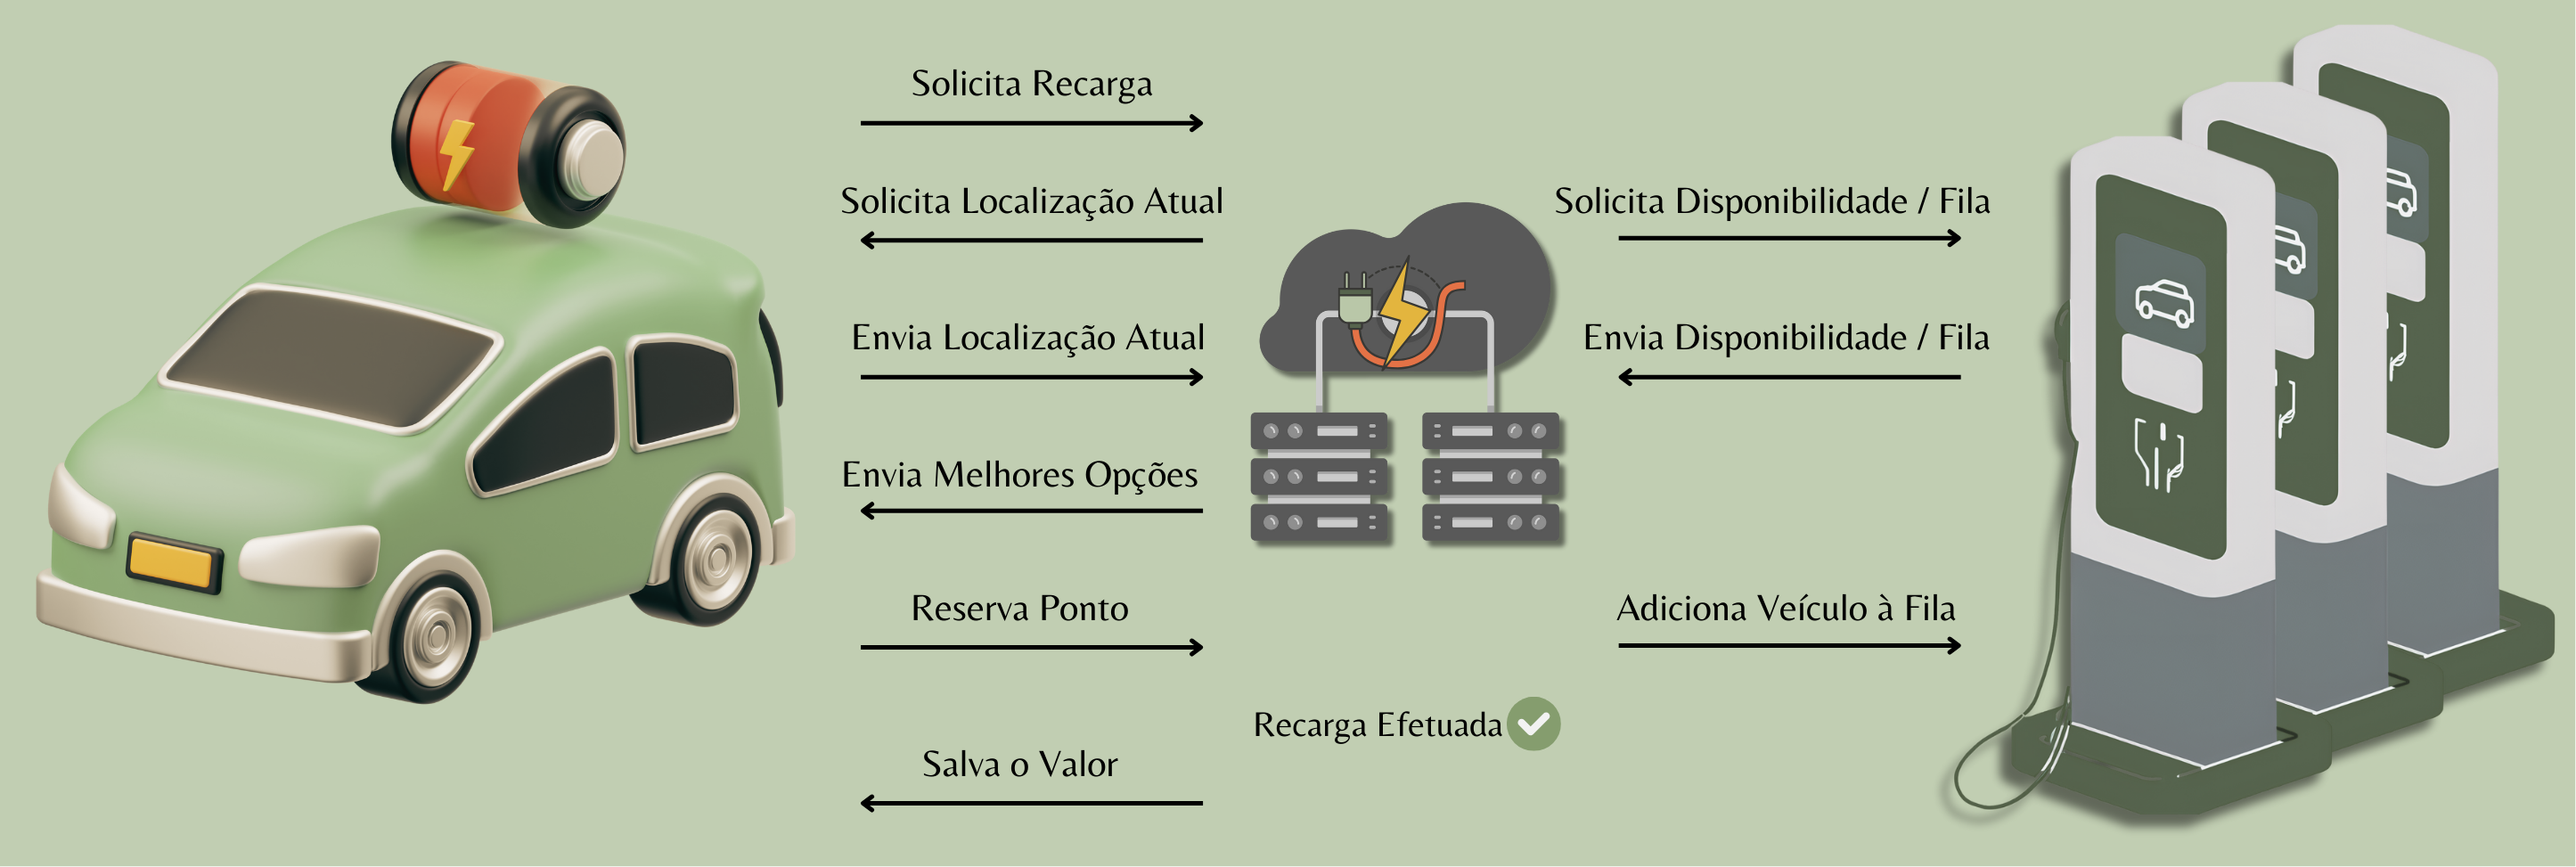 Solicita Recarga
Solicita Localização Atual
Solicita Disponibilidade / Fila
Envia Localização Atual
Envia Disponibilidade / Fila
Envia Melhores Opções
Reserva Ponto
Adiciona Veículo à Fila
Recarga Efetuada
Salva o Valor